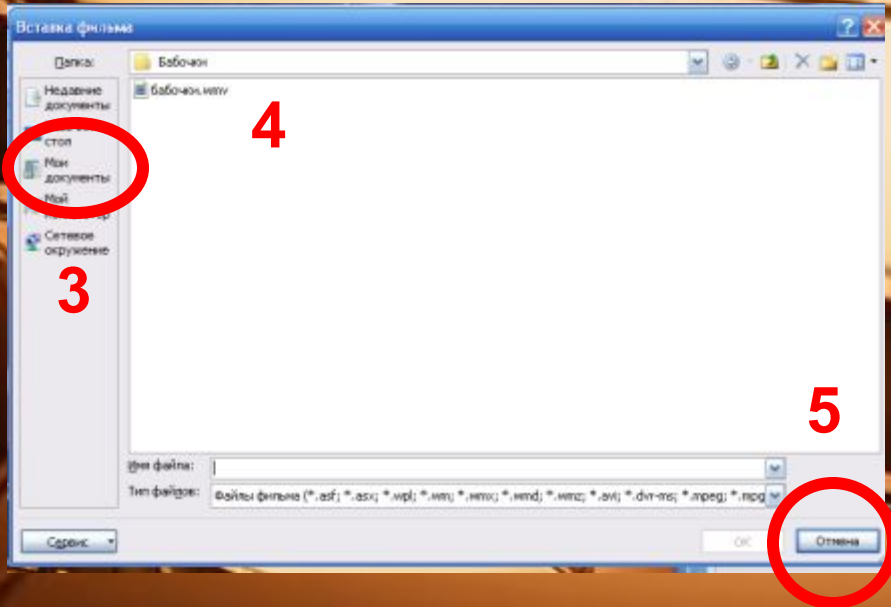 Вставка фильма
Папка:
Бабочки
Недавние
документы
бабочки.wmv
4
стол
Мои
документы
Мой
Сетевое
окружение
3
5
Имя файла:
Тип файлов:
Файлы фильма (*.asf; *.asx; *.wpl; *.wm; *.wmx; *.wmd; *.wmz; *.avi; *.dvr-ms; *.mpeg; *.mpg
Сервис
ОК
Отмена